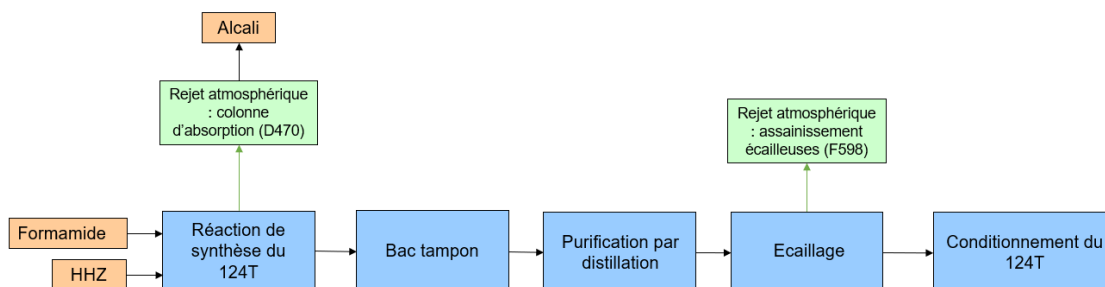 Alcali
Rejet atmosphérique
: colonne
d'absorption (D470)
Rejet atmosphérique
: assainissement
écailleuses (F598)
Formamide
HHZ
Réaction de
synthèse du
124T
Bac tampon
Purification par
distillation
Ecaillage
Conditionnement du
124T